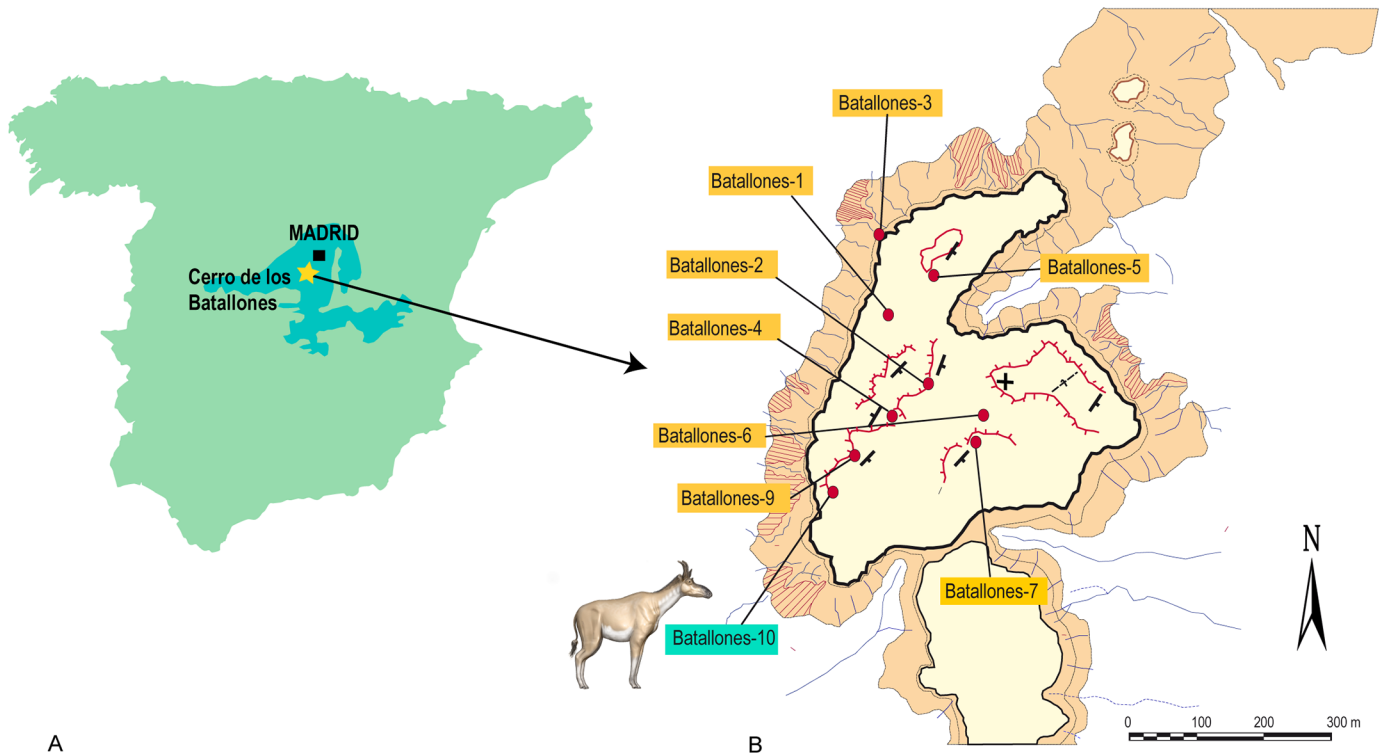 MADRID
Cerro de los
Batallones
A
Batallones-3
Batallones-1
Batallones-2
Batallones-5
Batallones-4
Batallones-6
Batallones-9
Batallones-7
Batallones-10
N
0 100 200 300 m
B